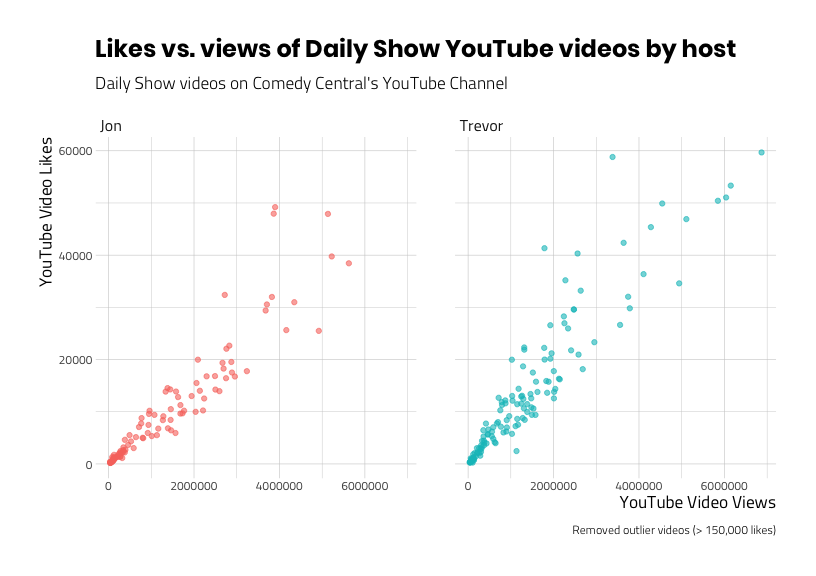 Likes vs. views of Daily Show YouTube videos by host
Daily Show videos on Comedy Central's YouTube Channel
Jon
Trevor
YouTube Video Likes
60000
40000
20000
0
0 2000000 4000000 6000000
0 2000000 4000000 6000000
YouTube Video Views
Removed outlier videos (> 150,000 likes)